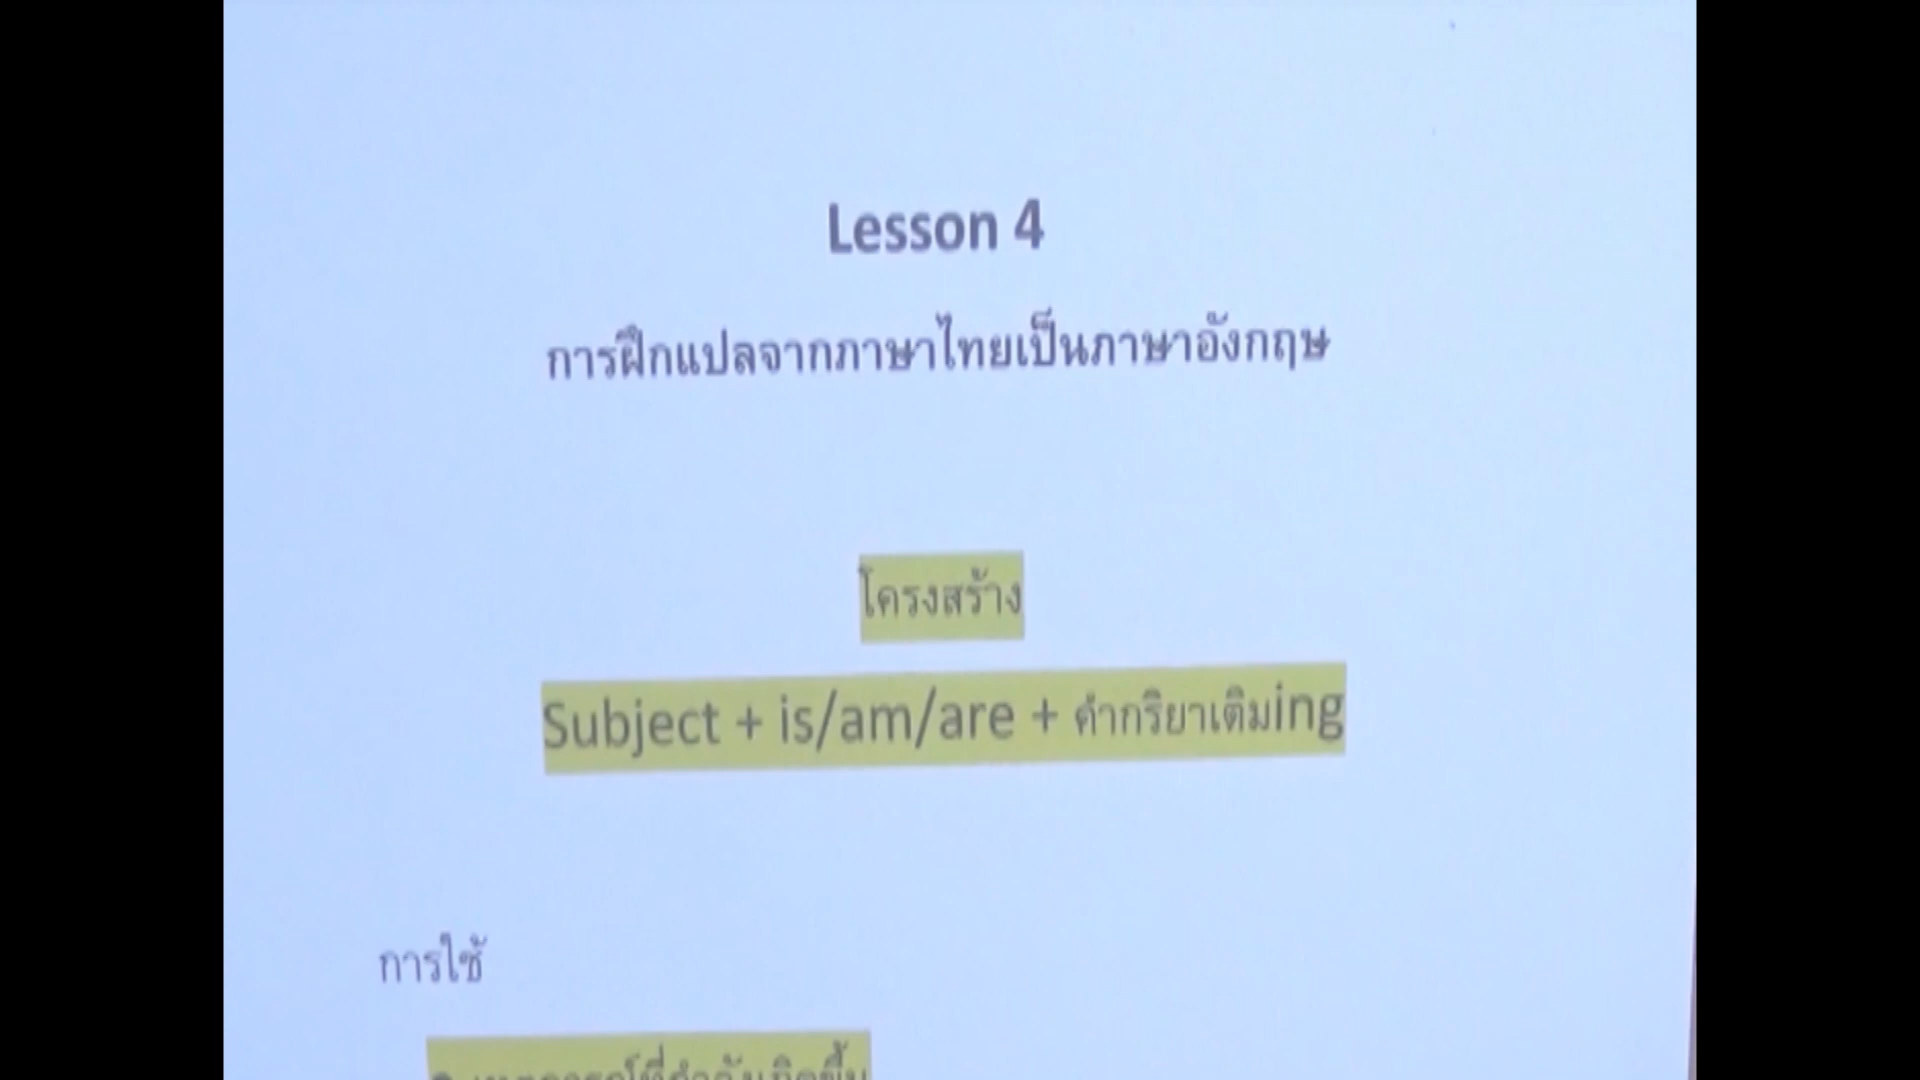 Lesson 4
การฝึกแปลจากภาษาไทยเป็นภาษาอังกฤษ
โครงสร้าง
Subject + is/am/are + คำกริยาเติมing
การใช้